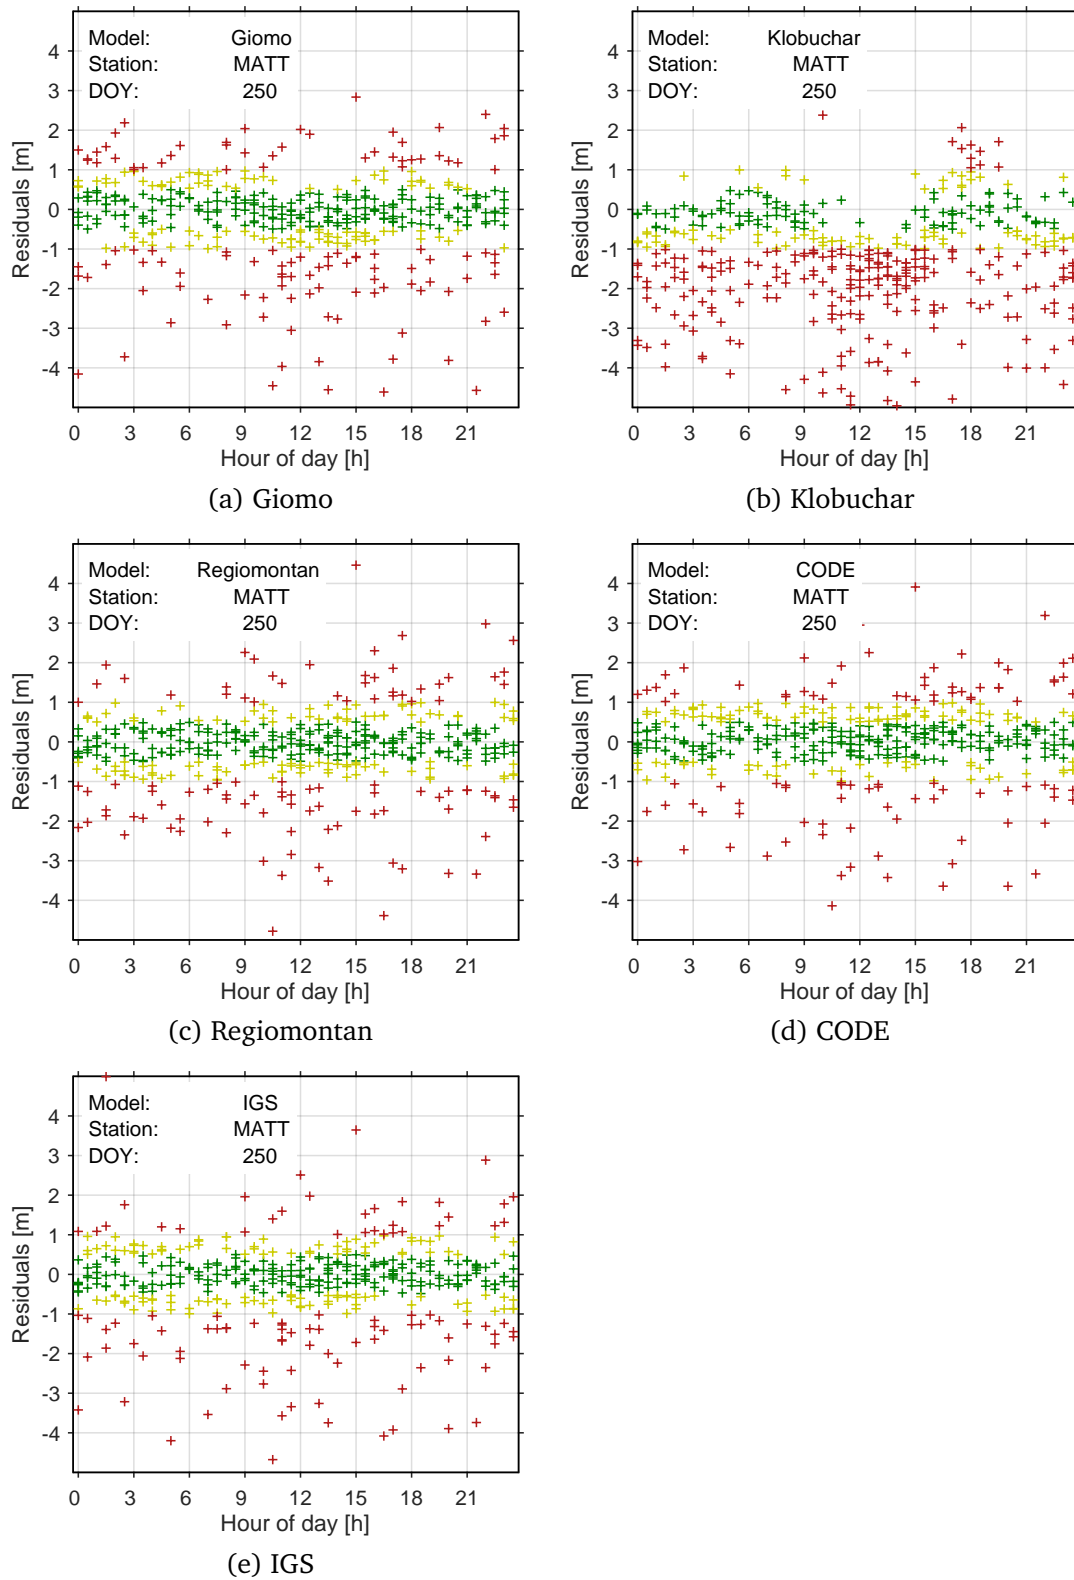 Model: Giomo
Station: MATT
DOY: 250
4
3
2
1
0
-1
-2
-3
-4
Residuals [m]
0 3 6 9 12 15 18 21
Hour of day [h]
(a) Giomo
Model: Klobuchar
Station: MATT
DOY: 250
4
3
2
1
0
-1
-2
-3
-4
Residuals [m]
0 3 6 9 12 15 18 21
Hour of day [h]
(b) Klobuchar
Model: Regiomontan
Station: MATT
DOY: 250
4
3
2
1
0
-1
-2
-3
-4
Residuals [m]
0 3 6 9 12 15 18 21
Hour of day [h]
(c) Regiomontan
Model: CODE
Station: MATT
DOY: 250
4
3
2
1
0
-1
-2
-3
-4
Residuals [m]
0 3 6 9 12 15 18 21
Hour of day [h]
(d) CODE
Model: IGS
Station: MATT
DOY: 250
4
3
2
1
0
-1
-2
-3
-4
Residuals [m]
0 3 6 9 12 15 18 21
Hour of day [h]
(e) IGS